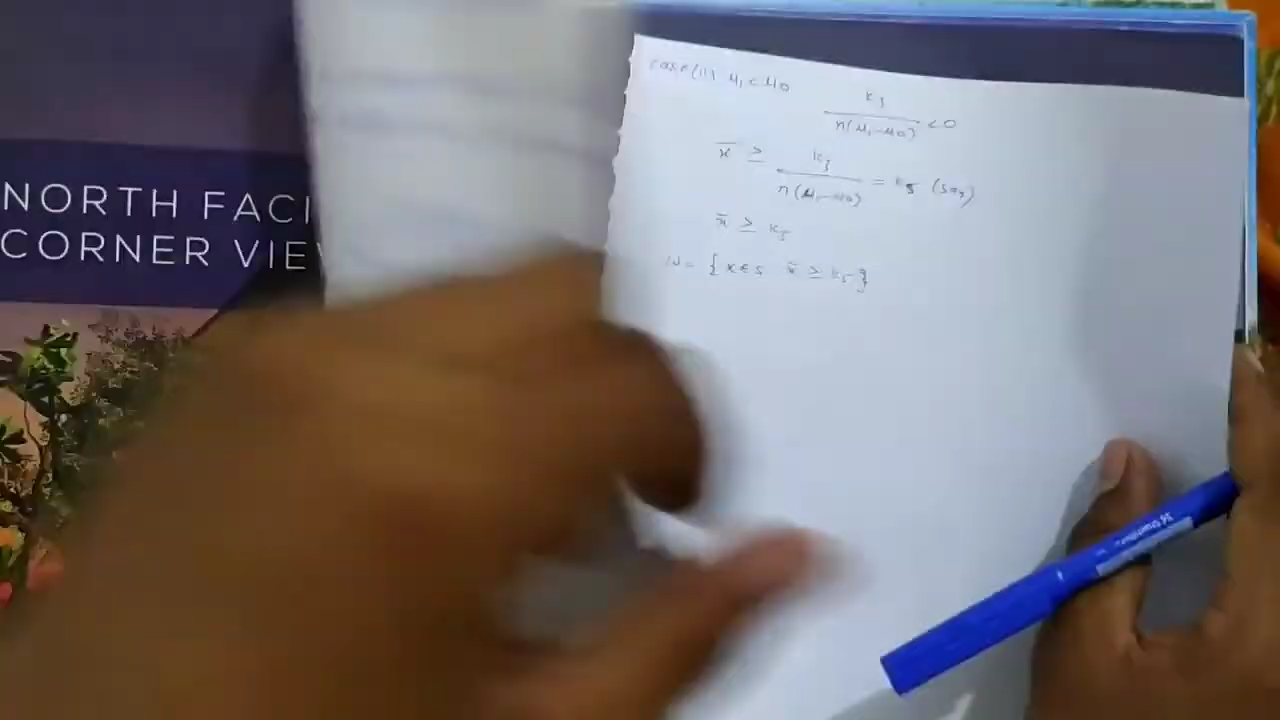 NORTH FACI
CORNER VIE
case(ii) μ₁ < μ0
k₃ / n(μ₁-μ0) < 0
x̄ ≥ k₃ / n(μ₁-μ0) = k₅ (say)
x̄ ≥ k₅
W = { x ∈ S x̄ ≥ k₅ }